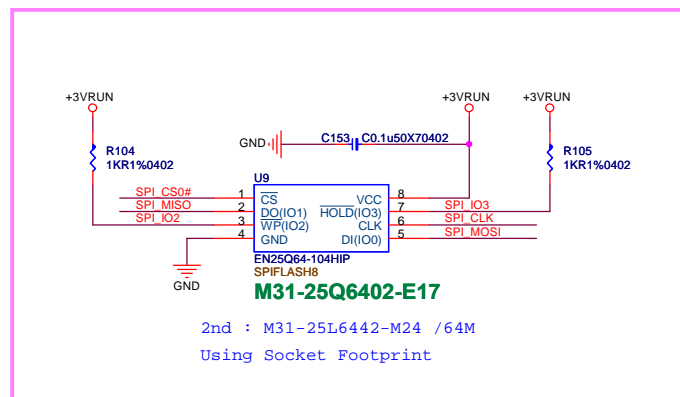 +3VRUN
+3VRUN
+3VRUN
R104
1KR1%0402
GND
C153
C0.1u50X70402
R105
1KR1%0402
U9
SPI_CS0#
1
CS
VCC
8
SPI_MISO
2
DO(IO1)
HOLD(IO3)
7
SPI_IO3
SPI_IO2
3
WP(IO2)
CLK
6
SPI_CLK
4
GND
DI(IO0)
5
SPI_MOSI
EN25Q64-104HIP
SPIFLASH8
GND
M31-25Q6402-E17
2nd : M31-25L6442-M24 /64M
Using Socket Footprint